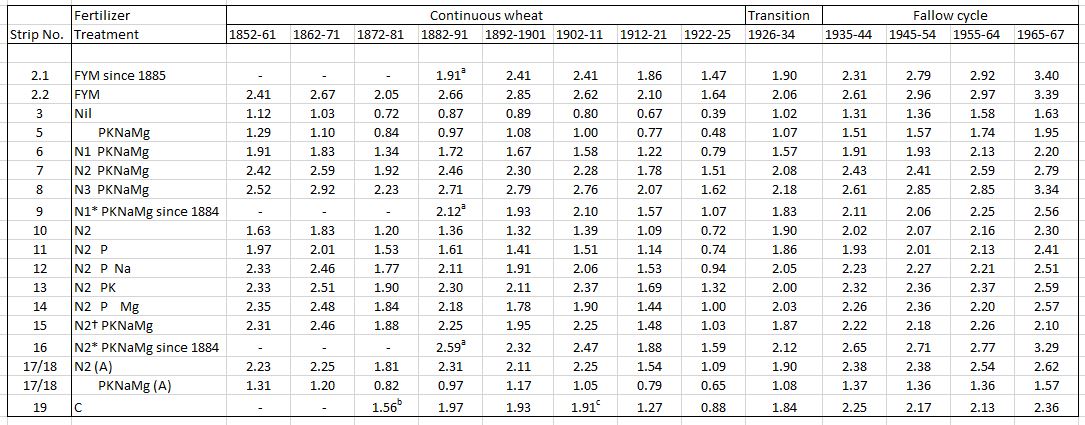 Fertilizer Continuous wheat Transition Fallow cycle
Strip No. Treatment 1852-61 1862-71 1872-81 1882-91 1892-1901 1902-11 1912-21 1922-25 1926-34 1935-44 1945-54 1955-64 1965-67
2.1 FYM since 1885 - - - 1.91a 2.41 2.41 1.86 1.47 1.90 2.31 2.79 2.92 3.40
2.2 FYM 2.41 2.67 2.05 2.66 2.85 2.62 2.10 1.64 2.06 2.61 2.96 2.97 3.39
3 Nil 1.12 1.03 0.72 0.87 0.89 0.80 0.67 0.39 1.02 1.31 1.36 1.58 1.63
5 PKNaMg 1.29 1.10 0.84 0.97 1.08 1.00 0.77 0.48 1.07 1.51 1.57 1.74 1.95
6 N1 PKNaMg 1.91 1.83 1.34 1.72 1.67 1.58 1.22 0.79 1.57 1.91 1.93 2.13 2.20
7 N2 PKNaMg 2.42 2.59 1.92 2.46 2.30 2.28 1.78 1.51 2.08 2.43 2.41 2.59 2.79
8 N3 PKNaMg 2.52 2.92 2.23 2.71 2.79 2.76 2.07 1.62 2.18 2.61 2.85 2.85 3.34
9 N1* PKNaMg since 1884 - - - 2.12a 1.93 2.10 1.57 1.07 1.83 2.11 2.06 2.25 2.56
10 N2 1.63 1.83 1.20 1.36 1.32 1.39 1.09 0.72 1.90 2.02 2.07 2.16 2.30
11 N2 P 1.97 2.01 1.53 1.61 1.41 1.51 1.14 0.74 1.86 1.93 2.01 2.13 2.41
12 N2 P Na 2.33 2.46 1.77 2.11 1.91 2.06 1.53 0.94 2.05 2.23 2.27 2.21 2.51
13 N2 PK 2.33 2.51 1.90 2.30 2.11 2.37 1.69 1.32 2.00 2.32 2.36 2.37 2.59
14 N2 P Mg 2.35 2.48 1.84 2.18 1.78 1.90 1.44 1.00 2.03 2.26 2.36 2.20 2.57
15 N2† PKNaMg 2.31 2.46 1.88 2.25 1.95 2.25 1.48 1.03 1.87 2.22 2.18 2.26 2.10
16 N2* PKNaMg since 1884 - - - 2.59a 2.32 2.47 1.88 1.59 2.12 2.65 2.71 2.77 3.29
17/18 N2 (A) 2.23 2.25 1.81 2.31 2.11 2.25 1.54 1.09 1.90 2.38 2.38 2.54 2.62
17/18 PKNaMg (A) 1.31 1.20 0.82 0.97 1.17 1.05 0.79 0.65 1.08 1.37 1.36 1.36 1.57
19 C - - 1.56b 1.97 1.93 1.91c 1.27 0.88 1.84 2.25 2.17 2.13 2.36